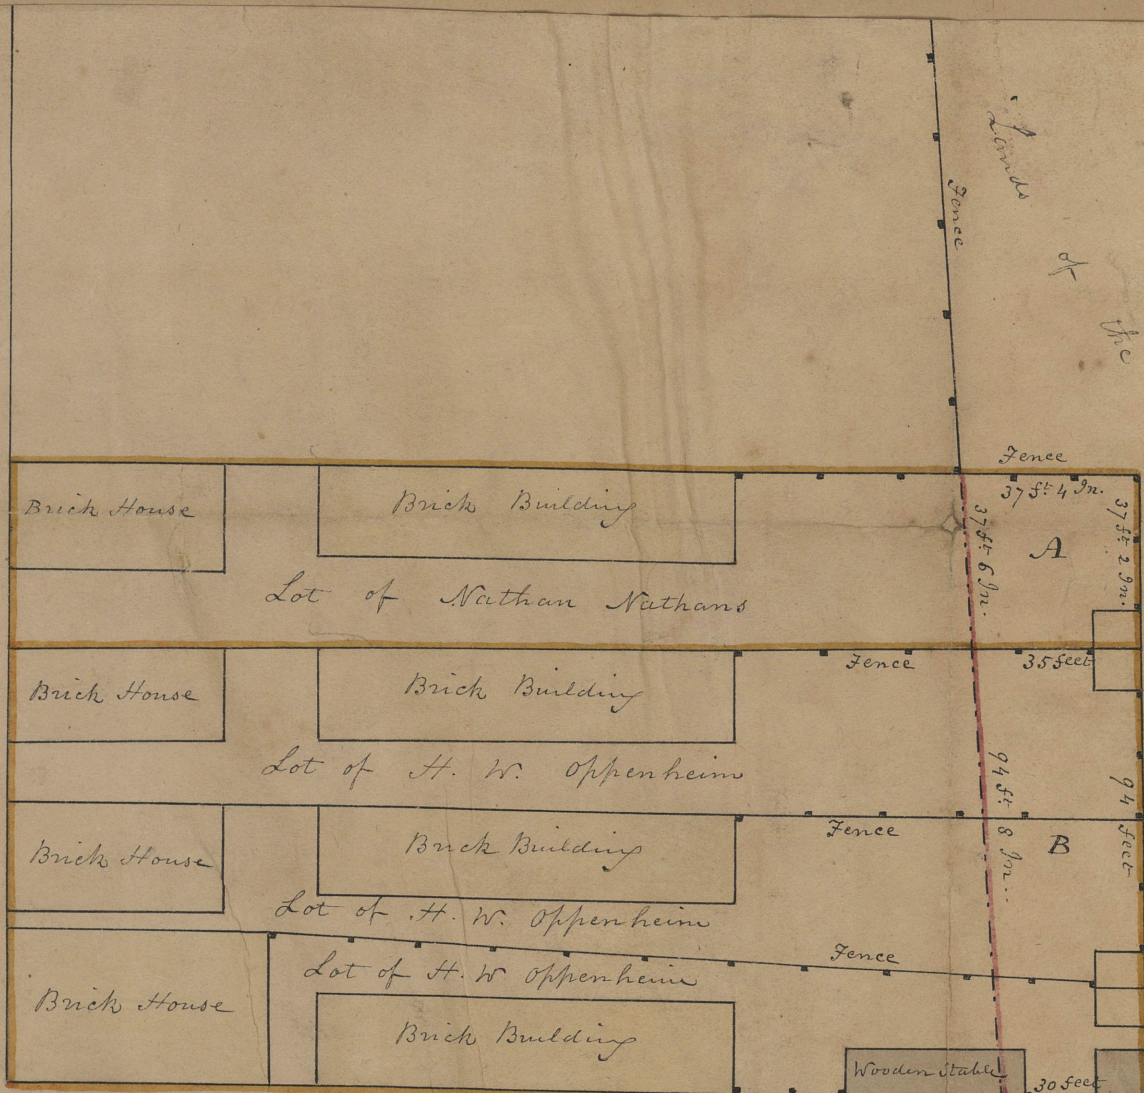 Lands
of
the
Fence
Fence
37 ft. 4 In.
37 ft. 6 In.
37 ft. 2 In.
A
Brick House
Brick Building
Lot of Nathan Nathans
Fence
35 feet
Brick House
Brick Building
Lot of H. W. Oppenheim
94 ft. 8 In.
94 feet
Fence
B
Brick House
Brick Building
Lot of H. W. Oppenheim
Fence
Lot of H. W Oppenheim
Brick House
Brick Building
Wooden Stable
30 feet